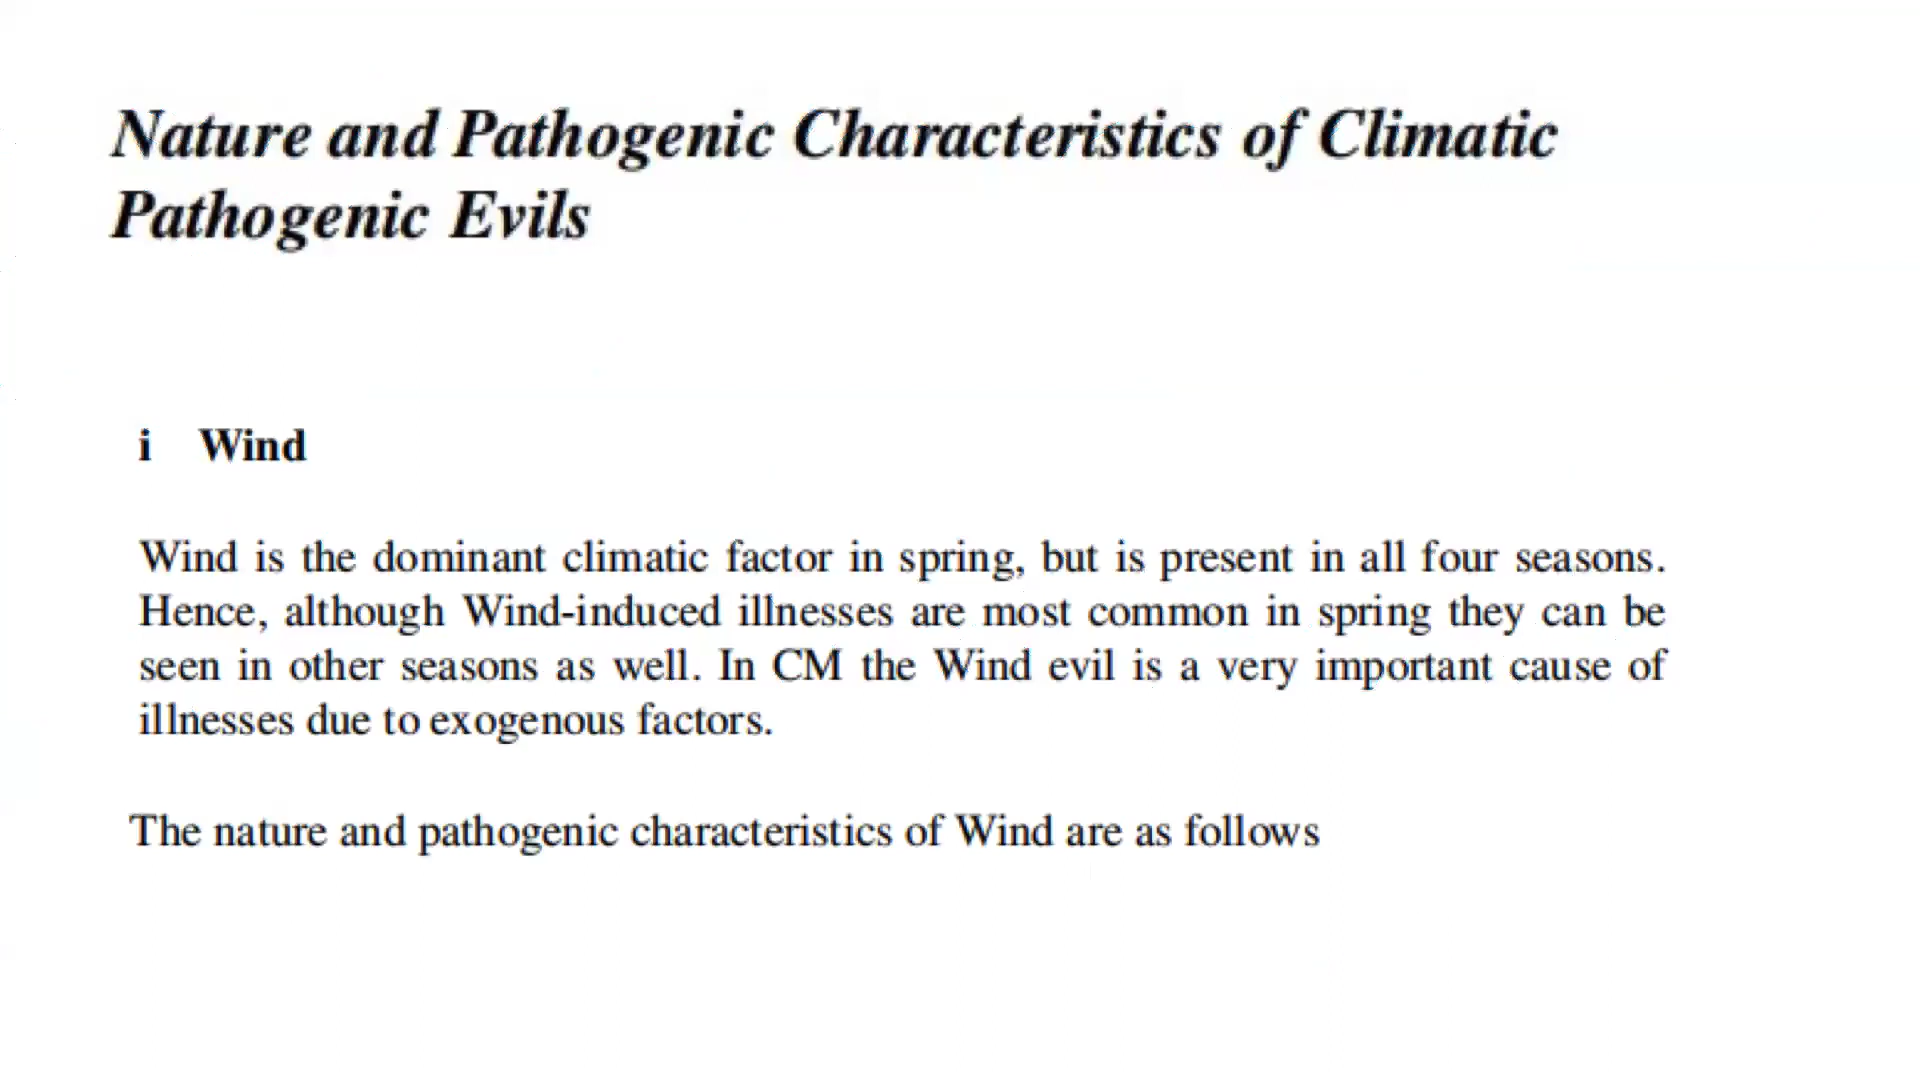 Nature and Pathogenic Characteristics of Climatic
Pathogenic Evils
i Wind
Wind is the dominant climatic factor in spring, but is present in all four seasons.
Hence, although Wind-induced illnesses are most common in spring they can be
seen in other seasons as well. In CM the Wind evil is a very important cause of
illnesses due to exogenous factors.
The nature and pathogenic characteristics of Wind are as follows